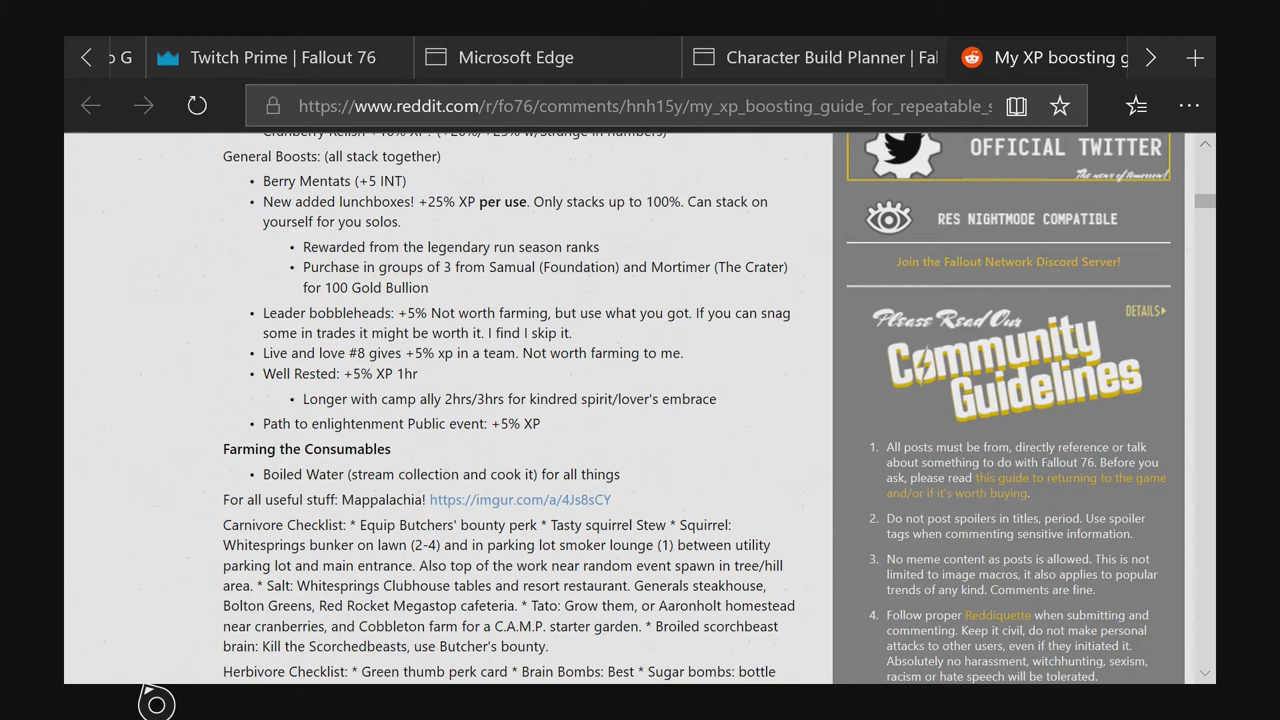 o G
Twitch Prime | Fallout 76
Microsoft Edge
Character Build Planner | Fal
My XP boosting g
https://www.reddit.com/r/fo76/comments/hnh15y/my_xp_boosting_guide_for_repeatable_s
Cranberry Relish +10% XP! (+20%/+25% w/Strange in numbers)
General Boosts: (all stack together)
• Berry Mentats (+5 INT)
• New added lunchboxes! +25% XP per use. Only stacks up to 100%. Can stack on
yourself for you solos.
• Rewarded from the legendary run season ranks
• Purchase in groups of 3 from Samual (Foundation) and Mortimer (The Crater)
for 100 Gold Bullion
• Leader bobbleheads: +5% Not worth farming, but use what you got. If you can snag
some in trades it might be worth it. I find I skip it.
• Live and love #8 gives +5% xp in a team. Not worth farming to me.
• Well Rested: +5% XP 1hr
• Longer with camp ally 2hrs/3hrs for kindred spirit/lover's embrace
• Path to enlightenment Public event: +5% XP
Farming the Consumables
• Boiled Water (stream collection and cook it) for all things
For all useful stuff: Mappalachia! https://imgur.com/a/4Js8sCY
Carnivore Checklist: * Equip Butchers' bounty perk * Tasty squirrel Stew * Squirrel:
Whitesprings bunker on lawn (2-4) and in parking lot smoker lounge (1) between utility
parking lot and main entrance. Also top of the work near random event spawn in tree/hill
area. * Salt: Whitesprings Clubhouse tables and resort restaurant. Generals steakhouse,
Bolton Greens, Red Rocket Megastop cafeteria. * Tato: Grow them, or Aaronholt homestead
near cranberries, and Cobbleton farm for a C.A.M.P. starter garden. * Broiled scorchbeast
brain: Kill the Scorchedbeasts, use Butcher's bounty.
Herbivore Checklist: * Green thumb perk card * Brain Bombs: Best * Sugar bombs: bottle
OFFICIAL TWITTER
The news of tomorrow!
RES NIGHTMODE COMPATIBLE
Join the Fallout Network Discord Server!
Please Read Our
DETAILS
Community
Guidelines
1. All posts must be from, directly reference or talk
about something to do with Fallout 76. Before you
ask, please read this guide to returning to the game
and/or if it's worth buying.
2. Do not post spoilers in titles, period. Use spoiler
tags when commenting sensitive information.
3. No meme content as posts is allowed. This is not
limited to image macros, it also applies to popular
trends of any kind. Comments are fine.
4. Follow proper Reddiquette when submitting and
commenting. Keep it civil, do not make personal
attacks to other users, even if they initiated it.
Absolutely no harassment, witchhunting, sexism,
racism or hate speech will be tolerated.